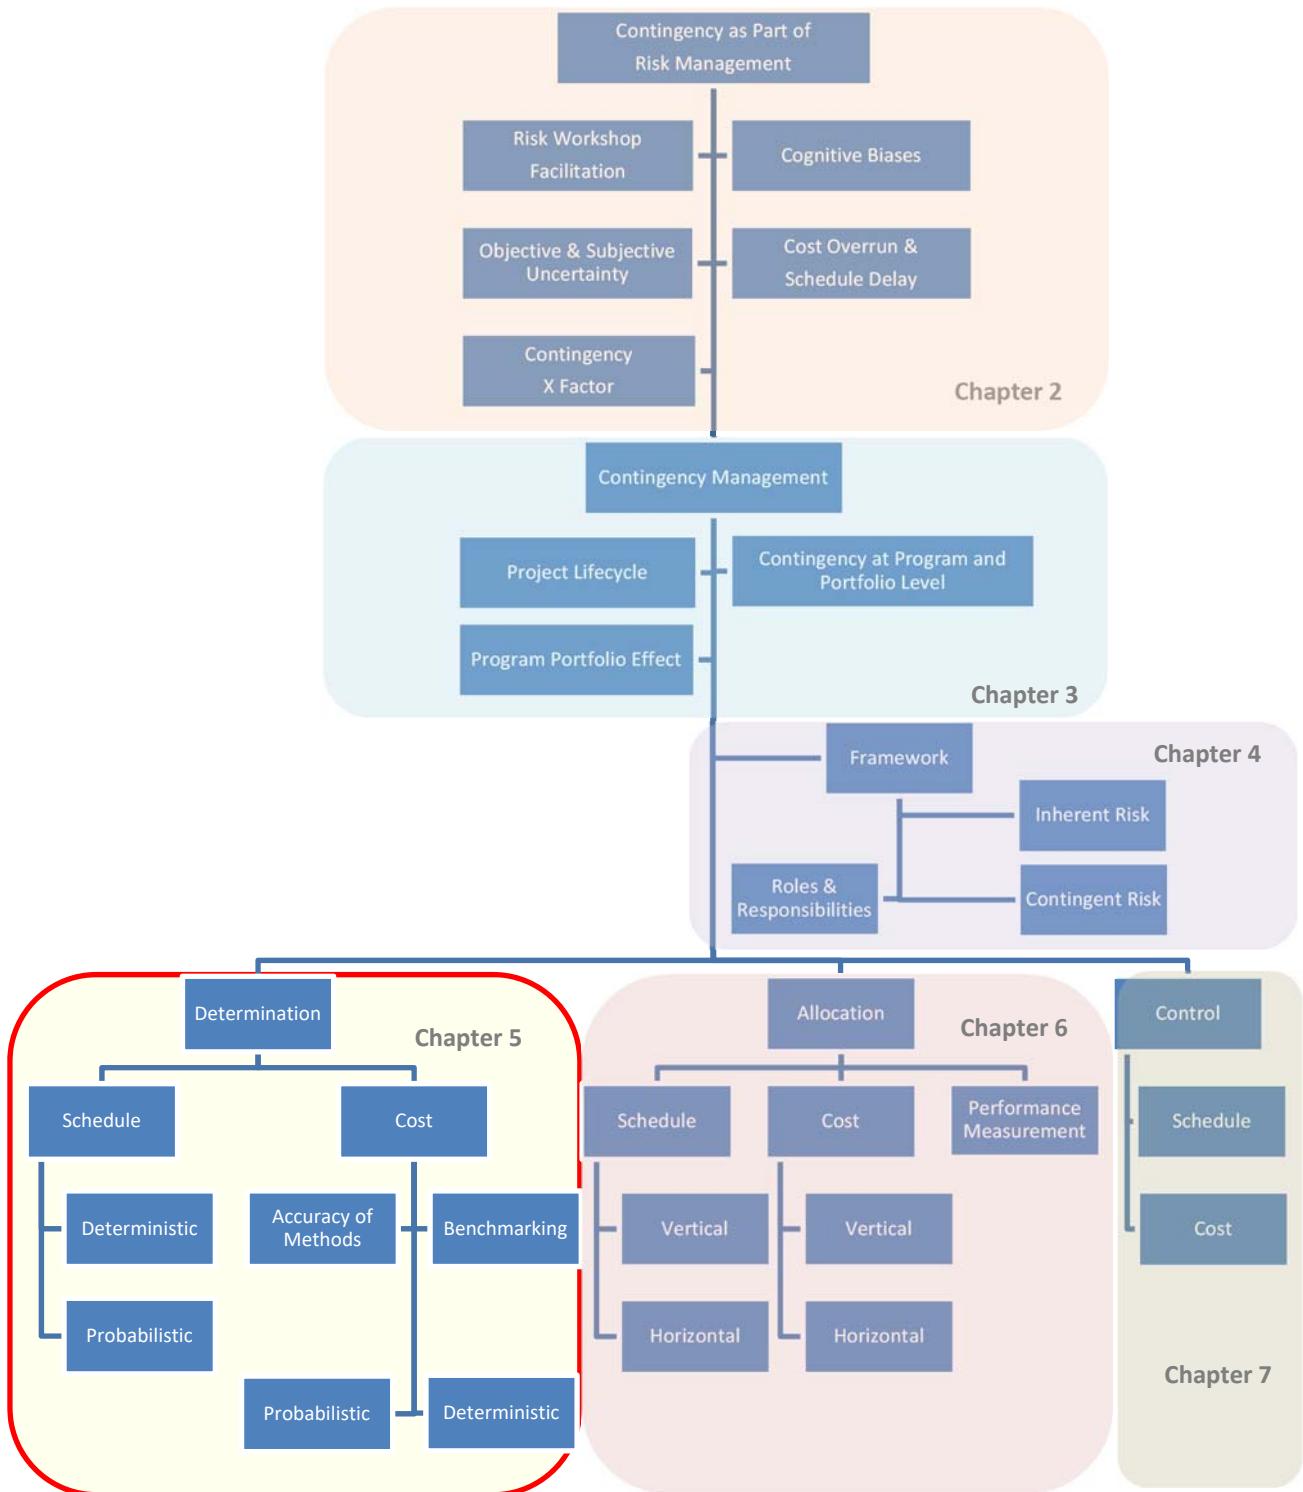 Contingency as Part of
Risk Management
Risk Workshop
Facilitation
Cognitive Biases
Objective & Subjective
Uncertainty
Cost Overrun &
Schedule Delay
Contingency
X Factor
Chapter 2
Contingency Management
Project Lifecycle
Contingency at Program and
Portfolio Level
Program Portfolio Effect
Chapter 3
Framework
Chapter 4
Inherent Risk
Roles &
Responsibilities
Contingent Risk
Determination
Chapter 5
Schedule
Cost
Deterministic
Accuracy of
Methods
Benchmarking
Probabilistic
Probabilistic
Deterministic
Allocation
Chapter 6
Schedule
Cost
Performance
Measurement
Vertical
Vertical
Horizontal
Horizontal
Control
Schedule
Cost
Chapter 7